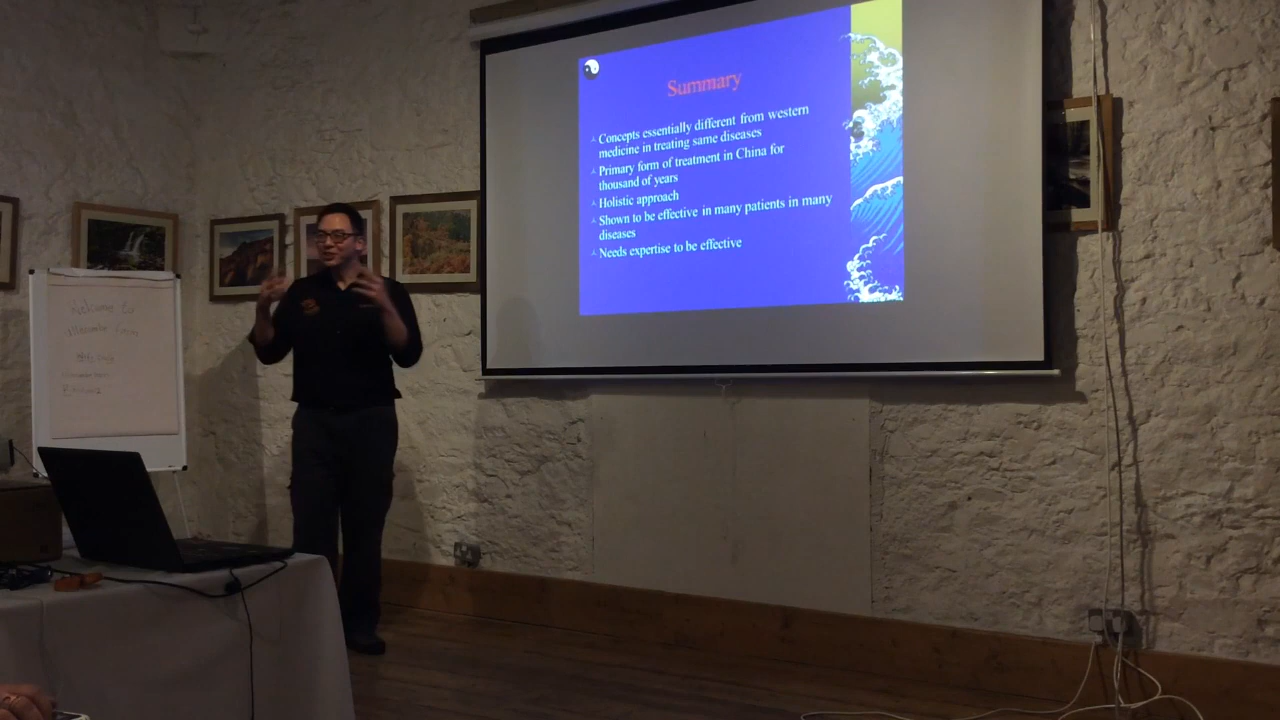 Welcome to
Summary
Concepts essentially different from western
medicine in treating same diseases
Primary form of treatment in China for
thousand of years
Holistic approach
Shown to be effective in many patients in many
diseases
Needs expertise to be effective